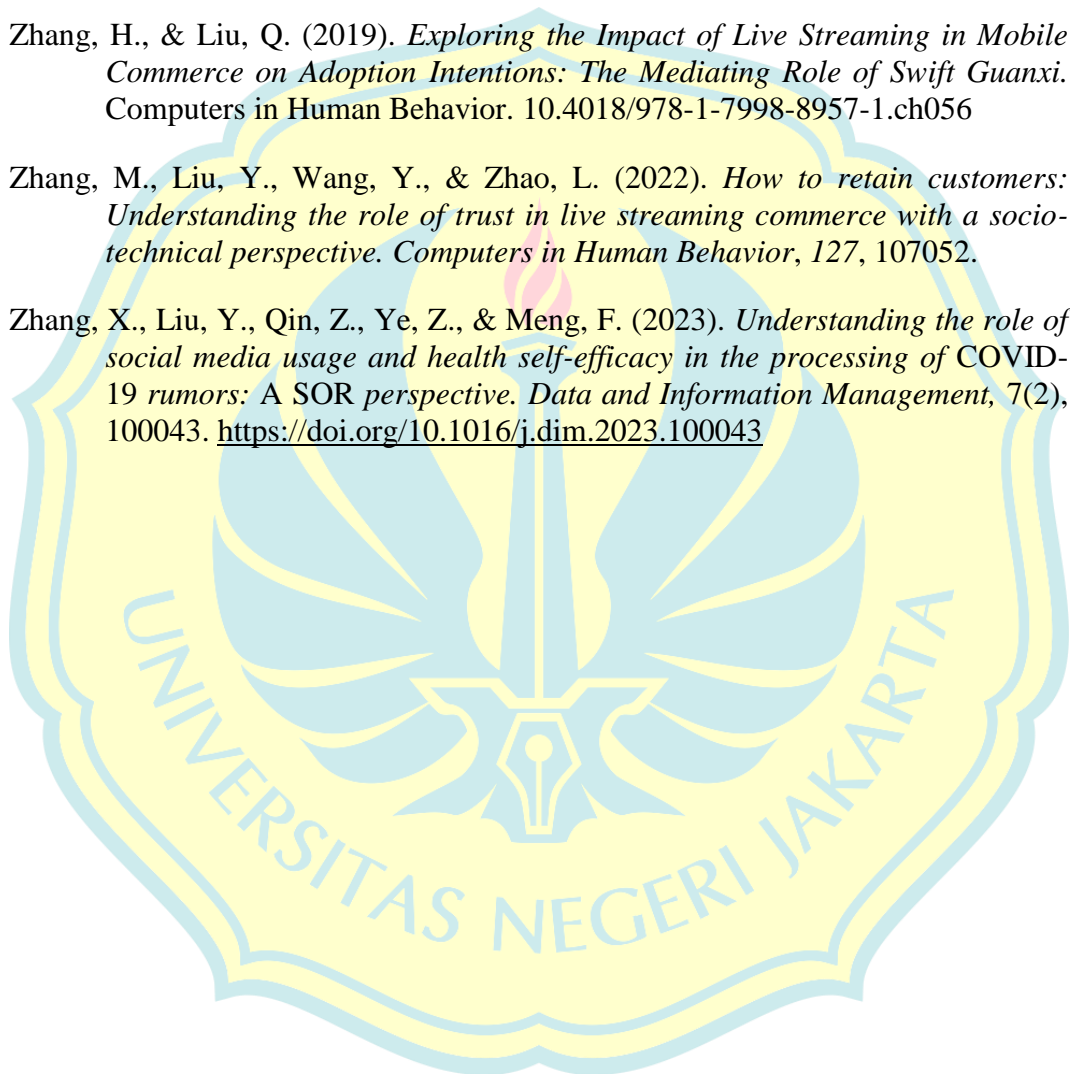 Zhang, H., & Liu, Q. (2019). Exploring the Impact of Live Streaming in Mobile
Commerce on Adoption Intentions: The Mediating Role of Swift Guanxi.
Computers in Human Behavior. 10.4018/978-1-7998-8957-1.ch056
Zhang, M., Liu, Y., Wang, Y., & Zhao, L. (2022). How to retain customers:
Understanding the role of trust in live streaming commerce with a socio-
technical perspective. Computers in Human Behavior, 127, 107052.
Zhang, X., Liu, Y., Qin, Z., Ye, Z., & Meng, F. (2023). Understanding the role of
social media usage and health self-efficacy in the processing of COVID-
19 rumors: A SOR perspective. Data and Information Management, 7(2),
100043. https://doi.org/10.1016/j.dim.2023.100043
UNIVERSITAS NEGERI JAKARTA